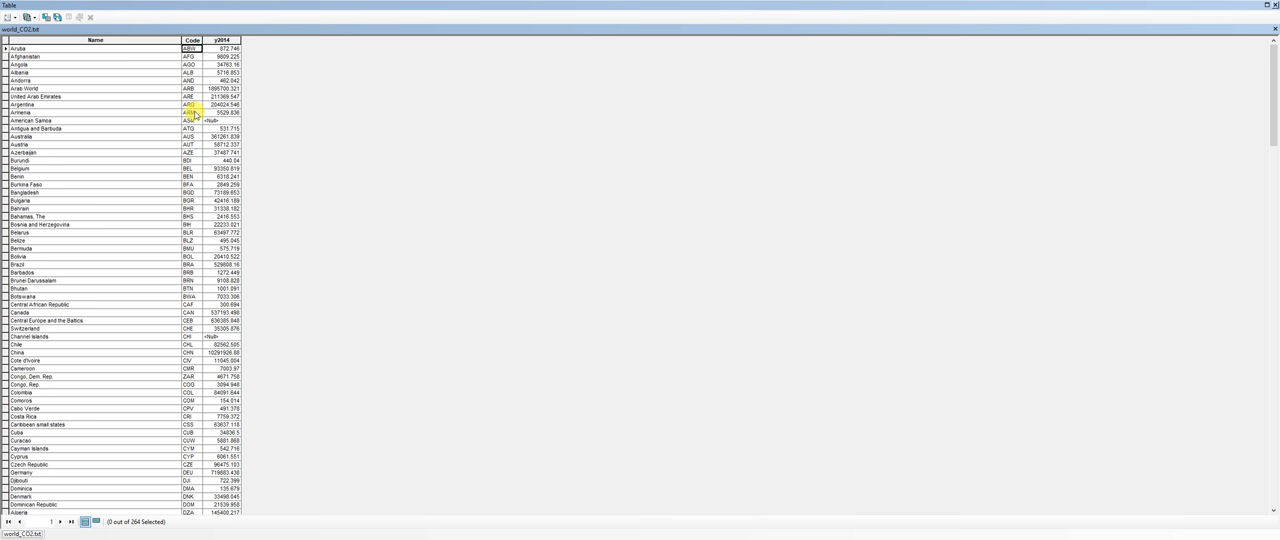 Table
world_CO2.txt
Name Code y2014
Aruba ABW 872.746
Afghanistan AFG 9809.225
Angola AGO 34763.16
Albania ALB 5716.853
Andorra AND 462.042
Arab World ARB 1895700.321
United Arab Emirates ARE 211369.547
Argentina ARG 204024.546
Armenia ARM 5529.836
American Samoa ASM <Null>
Antigua and Barbuda ATG 531.715
Australia AUS 361261.839
Austria AUT 58712.337
Azerbaijan AZE 37487.741
Burundi BDI 440.04
Belgium BEL 93350.819
Benin BEN 6318.241
Burkina Faso BFA 2849.259
Bangladesh BGD 73189.653
Bulgaria BGR 42416.189
Bahrain BHR 31338.182
Bahamas, The BHS 2416.553
Bosnia and Herzegovina BIH 22233.021
Belarus BLR 63497.772
Belize BLZ 495.045
Bermuda BMU 575.719
Bolivia BOL 20410.522
Brazil BRA 529808.16
Barbados BRB 1272.449
Brunei Darussalam BRN 9108.828
Bhutan BTN 1001.091
Botswana BWA 7033.306
Central African Republic CAF 300.694
Canada CAN 537193.498
Central Europe and the Baltics CEB 636385.848
Switzerland CHE 35305.876
Channel Islands CHI <Null>
Chile CHL 82562.505
China CHN 10291926.88
Cote d'Ivoire CIV 11045.004
Cameroon CMR 7003.97
Congo, Dem. Rep. ZAR 4671.758
Congo, Rep. COG 3094.948
Colombia COL 84091.644
Comoros COM 154.014
Cabo Verde CPV 491.378
Costa Rica CRI 7759.372
Caribbean small states CSS 63637.118
Cuba CUB 34836.5
Curacao CUW 5881.868
Cayman Islands CYM 542.716
Cyprus CYP 6061.551
Czech Republic CZE 96475.103
Germany DEU 719883.438
Djibouti DJI 722.399
Dominica DMA 135.679
Denmark DNK 33498.045
Dominican Republic DOM 21539.958
Algeria DZA 145400.217
1 (0 out of 264 Selected)
world_CO2.txt